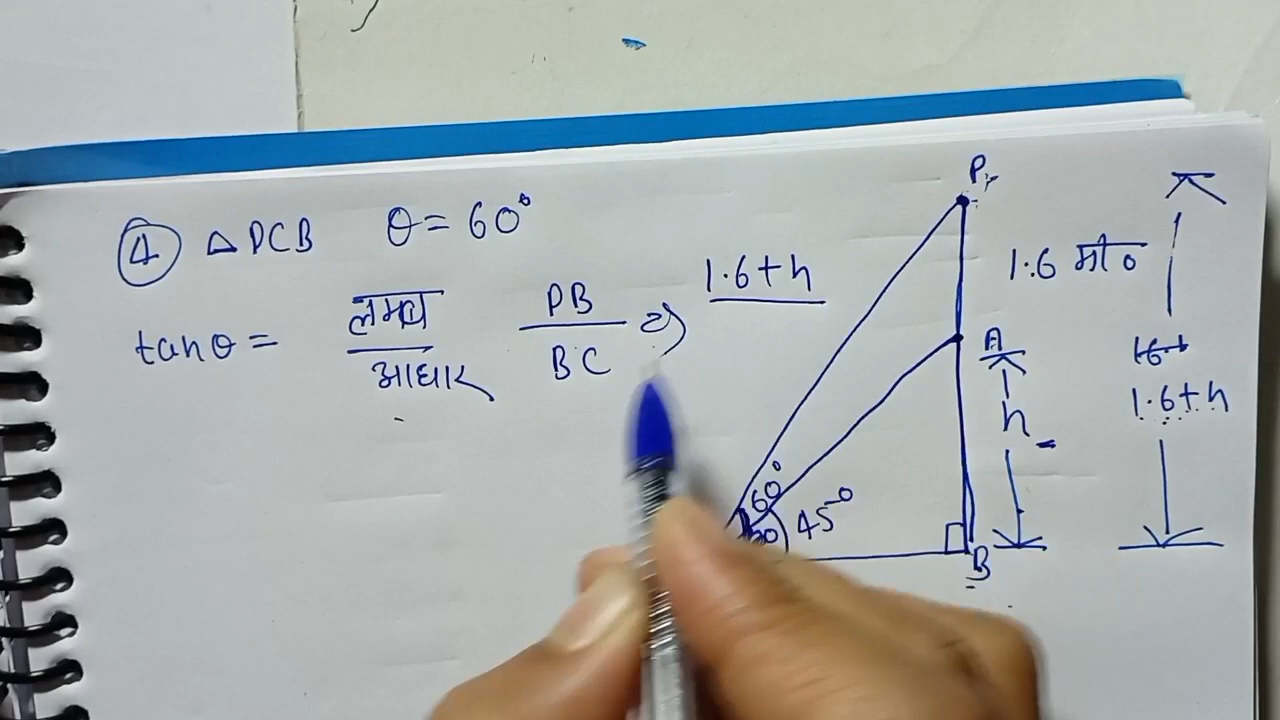 ④ △PCB θ = 60°
tanθ = लम्ब/आधार PB/BC ⇒ 1.6+h
P
1.6 मी०
A
h
1.6+h
60°
45°
B